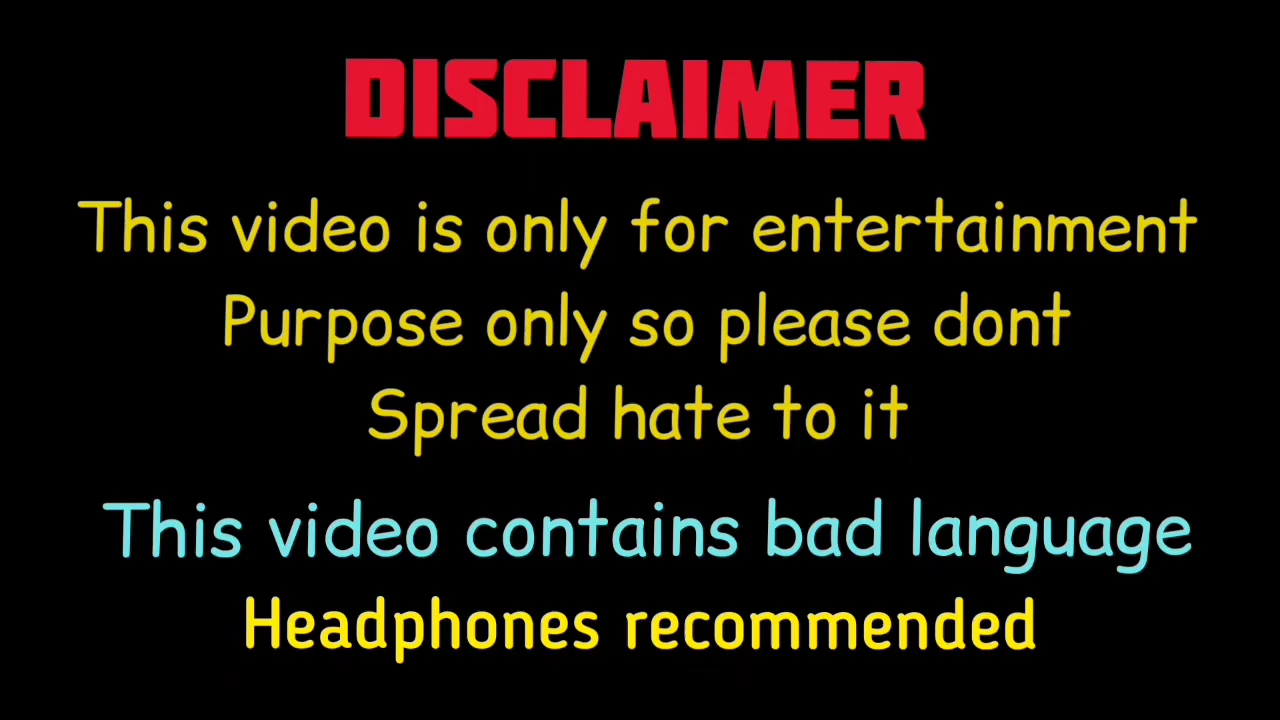 DISCLAIMER
This video is only for entertainment
Purpose only so please dont
Spread hate to it
This video contains bad language
Headphones recommended